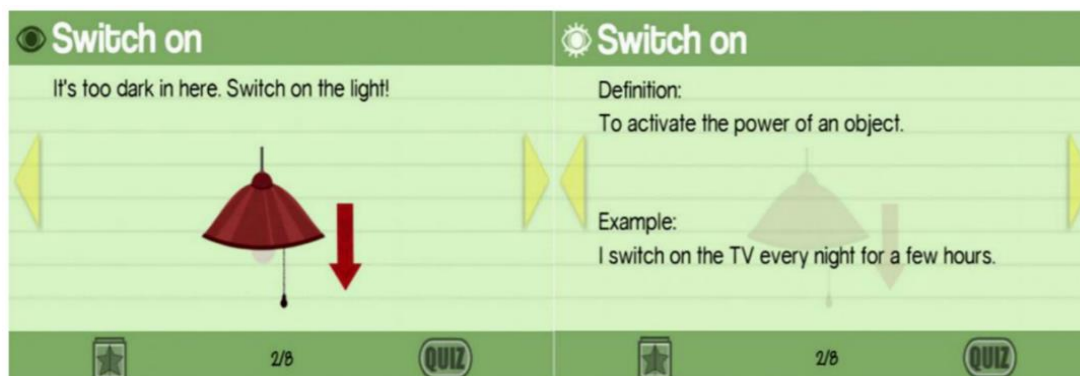 Switch on
It's too dark in here. Switch on the light!
2/8
QUIZ
Switch on
Definition:
To activate the power of an object.
Example:
I switch on the TV every night for a few hours.
2/8
QUIZ